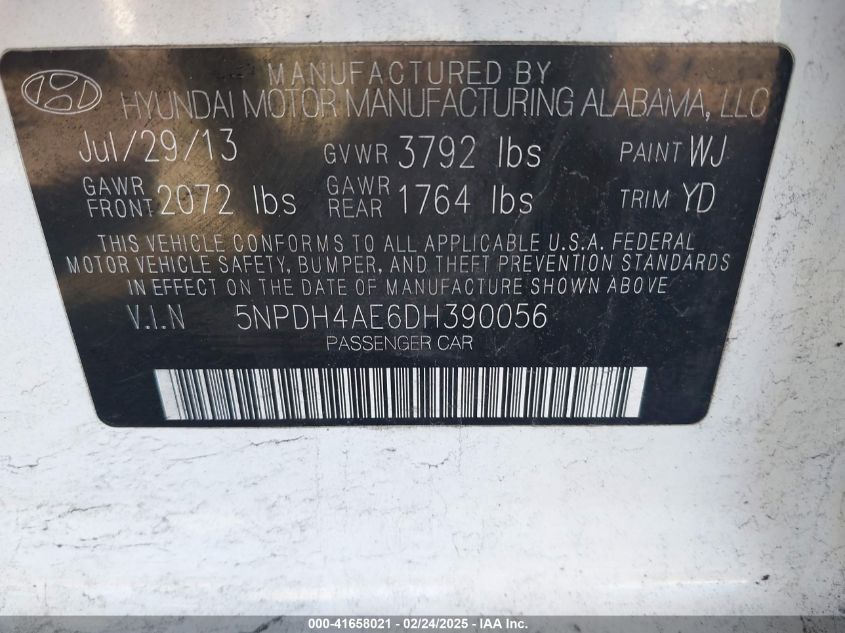 MANUFACTURED BY
HYUNDAI MOTOR MANUFACTURING ALABAMA, LLC
Jul/29/13 GVWR 3792 lbs PAINT WJ
GAWR FRONT 2072 lbs GAWR REAR 1764 lbs TRIM YD
THIS VEHICLE CONFORMS TO ALL APPLICABLE U.S.A. FEDERAL
MOTOR VEHICLE SAFETY, BUMPER, AND THEFT PREVENTION STANDARDS
IN EFFECT ON THE DATE OF MANUFACTURE SHOWN ABOVE
V.I.N 5NPDH4AE6DH390056
PASSENGER CAR
000-41658021 - 02/24/2025 - IAA Inc.